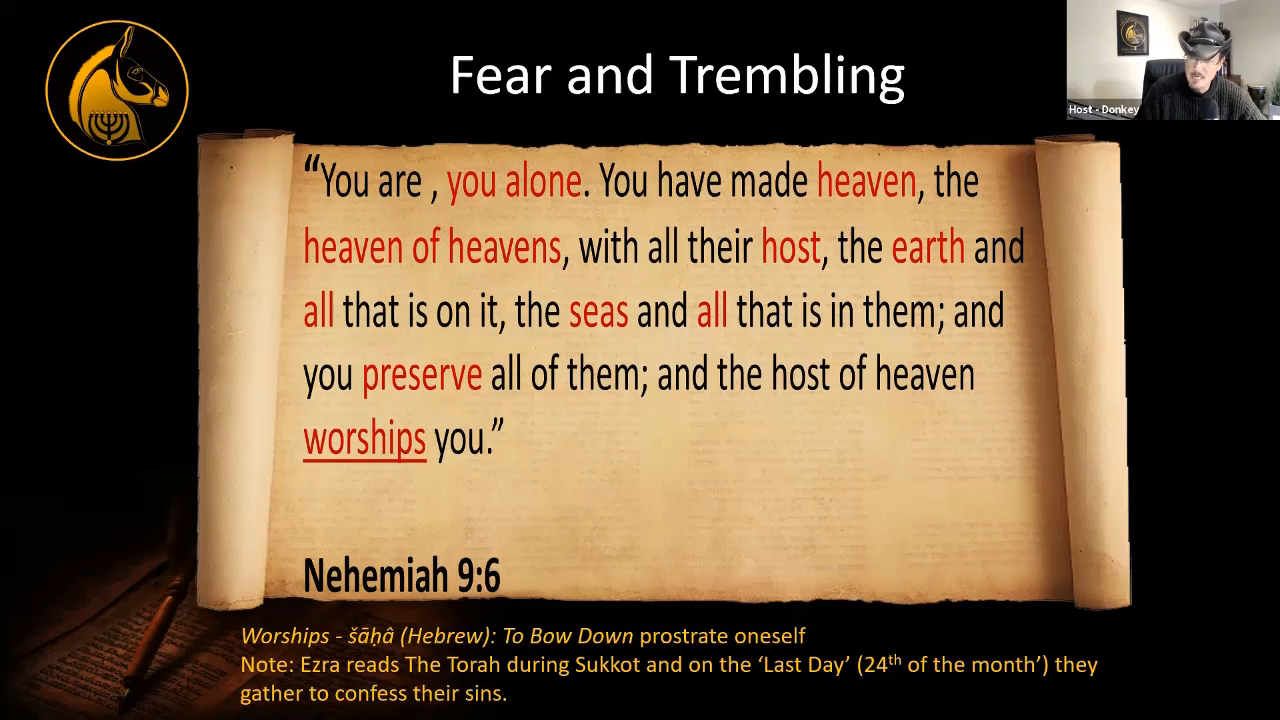 Fear and Trembling
Host - Donkey
“You are , you alone. You have made heaven, the
heaven of heavens, with all their host, the earth and
all that is on it, the seas and all that is in them; and
you preserve all of them; and the host of heaven
worships you.”
Nehemiah 9:6
Worships - šāḥâ (Hebrew): To Bow Down prostrate oneself
Note: Ezra reads The Torah during Sukkot and on the ‘Last Day’ (24th of the month’) they
gather to confess their sins.